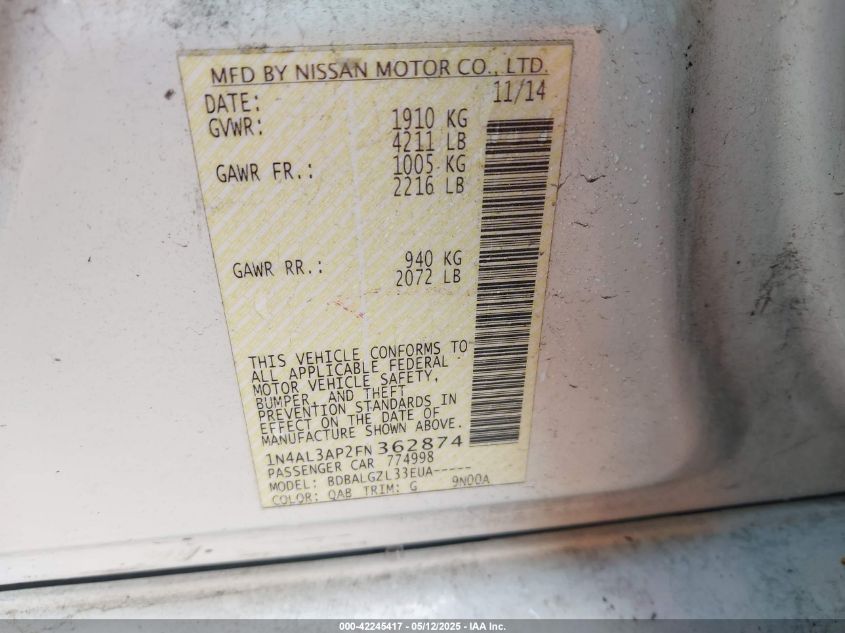 MFD BY NISSAN MOTOR CO., LTD.
DATE: 11/14
GVWR: 1910 KG
4211 LB
GAWR FR.: 1005 KG
2216 LB
GAWR RR.: 940 KG
2072 LB
THIS VEHICLE CONFORMS TO
ALL APPLICABLE FEDERAL
MOTOR VEHICLE SAFETY,
BUMPER, AND THEFT
PREVENTION STANDARDS IN
EFFECT ON THE DATE OF
MANUFACTURE SHOWN ABOVE.
1N4AL3AP2FN 362874
PASSENGER CAR 774998
MODEL: BDBALGZL33EUA-----
COLOR: QAB TRIM: G 9N00A
000-42245417 - 05/12/2025 - IAA Inc.